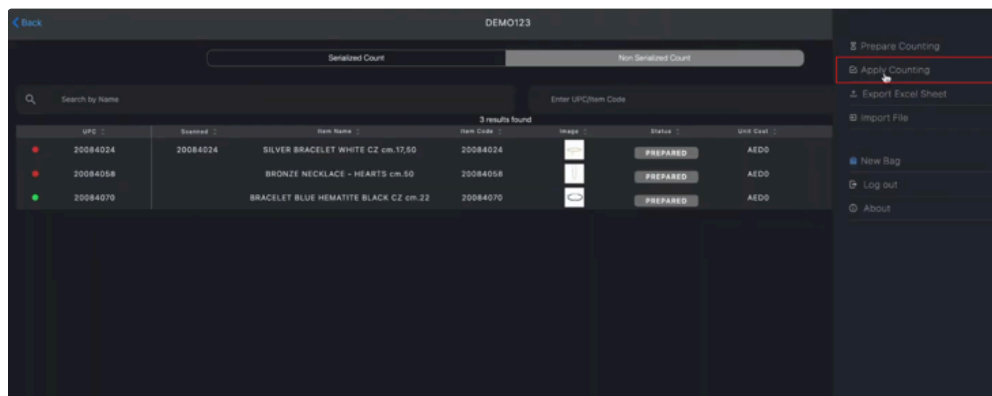 Back
DEMO123
Serialized Count
Non Serialized Count
Search by Name
Enter UPC/Item Code
3 results found
UPC Scanned Item Name Item Code Image Status Unit Cost
20084024 20084024 SILVER BRACELET WHITE CZ cm.17,50 20084024 PREPARED AED0
20084058 BRONZE NECKLACE - HEARTS cm.50 20084058 PREPARED AED0
20084070 BRACELET BLUE HEMATITE BLACK CZ cm.22 20084070 PREPARED AED0
Prepare Counting
Apply Counting
Export Excel Sheet
Import File
New Bag
Log out
About